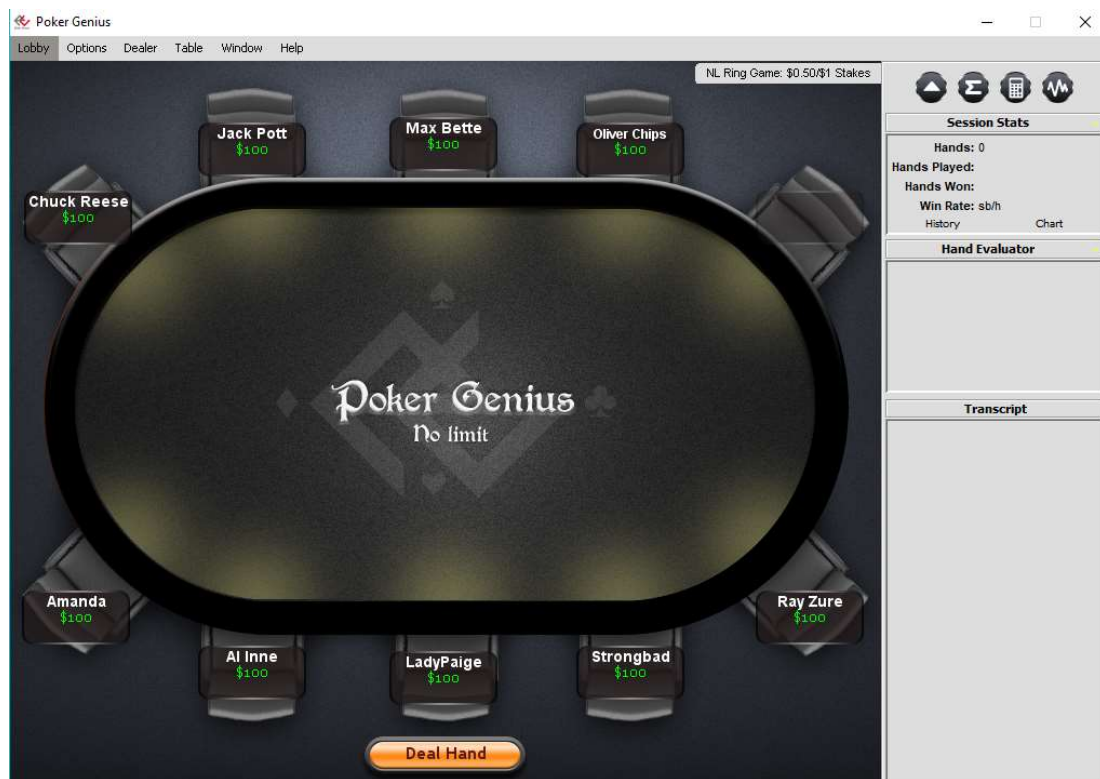 Poker Genius
Lobby Options Dealer Table Window Help
NL Ring Game: $0.50/$1 Stakes
Jack Pott
$100
Max Bette
$100
Oliver Chips
$100
Chuck Reese
$100
Poker Genius
No limit
Amanda
$100
Al Inne
$100
LadyPaige
$100
Strongbad
$100
Ray Zure
$100
Deal Hand
Session Stats
Hands: 0
Hands Played:
Hands Won:
Win Rate: sb/h
History Chart
Hand Evaluator
Transcript